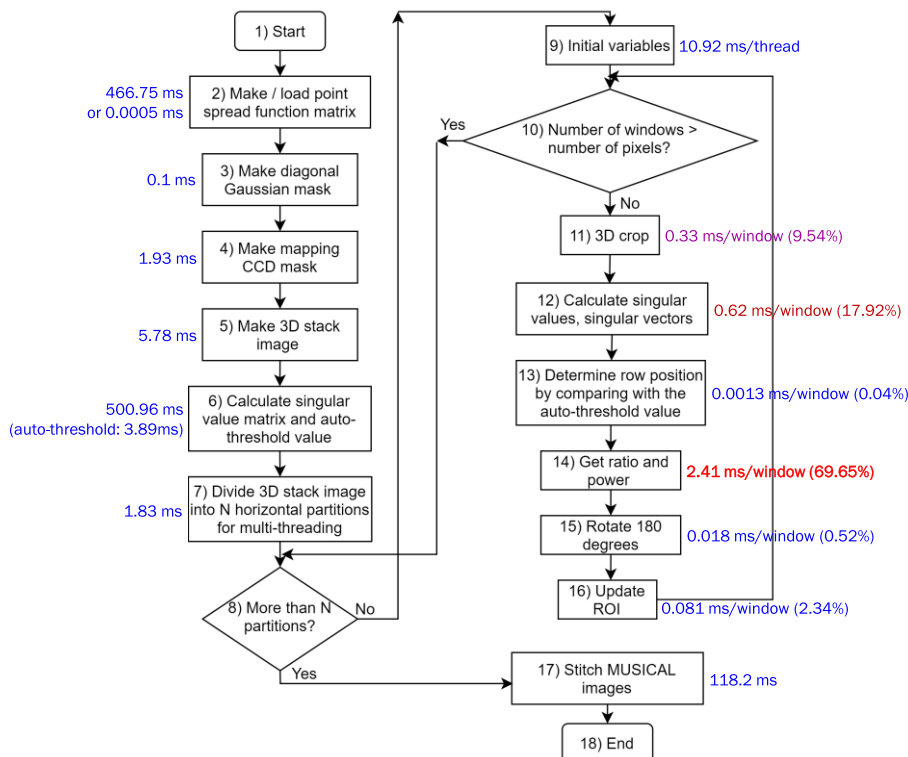 1) Start
466.75 ms
or 0.0005 ms
2) Make / load point
spread function matrix
0.1 ms
3) Make diagonal
Gaussian mask
1.93 ms
4) Make mapping
CCD mask
5.78 ms
5) Make 3D stack
image
500.96 ms
(auto-threshold: 3.89ms)
6) Calculate singular
value matrix and auto-
threshold value
1.83 ms
7) Divide 3D stack image
into N horizontal partitions
for multi-threading
8) More than N
partitions?
No
Yes
9) Initial variables
10.92 ms/thread
10) Number of windows >
number of pixels?
Yes
No
11) 3D crop
0.33 ms/window (9.54%)
12) Calculate singular
values, singular vectors
0.62 ms/window (17.92%)
13) Determine row position
by comparing with the
auto-threshold value
0.0013 ms/window (0.04%)
14) Get ratio and
power
2.41 ms/window (69.65%)
15) Rotate 180
degrees
0.018 ms/window (0.52%)
16) Update
ROI
0.081 ms/window (2.34%)
17) Stitch MUSICAL
images
118.2 ms
18) End